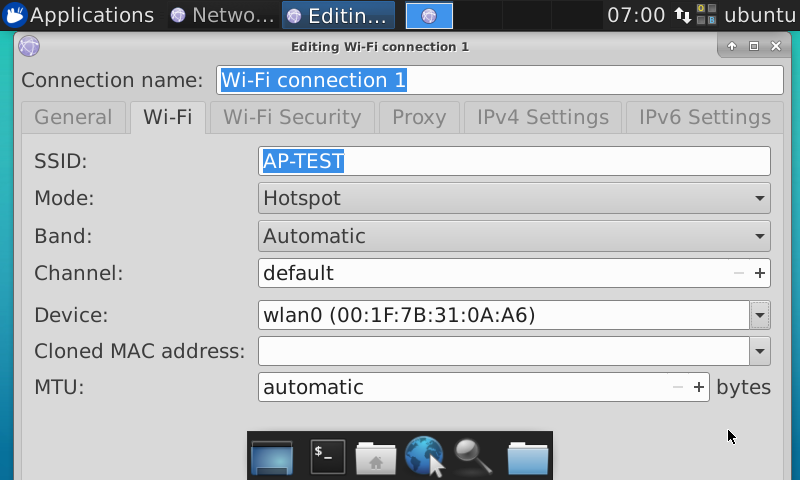 Applications Netwo... Editin... 07:00 ubuntu
Editing Wi-Fi connection 1
Connection name: Wi-Fi connection 1
General Wi-Fi Wi-Fi Security Proxy IPv4 Settings IPv6 Settings
SSID: AP-TEST
Mode: Hotspot
Band: Automatic
Channel: default − +
Device: wlan0 (00:1F:7B:31:0A:A6)
Cloned MAC address:
MTU: automatic − + bytes
$_